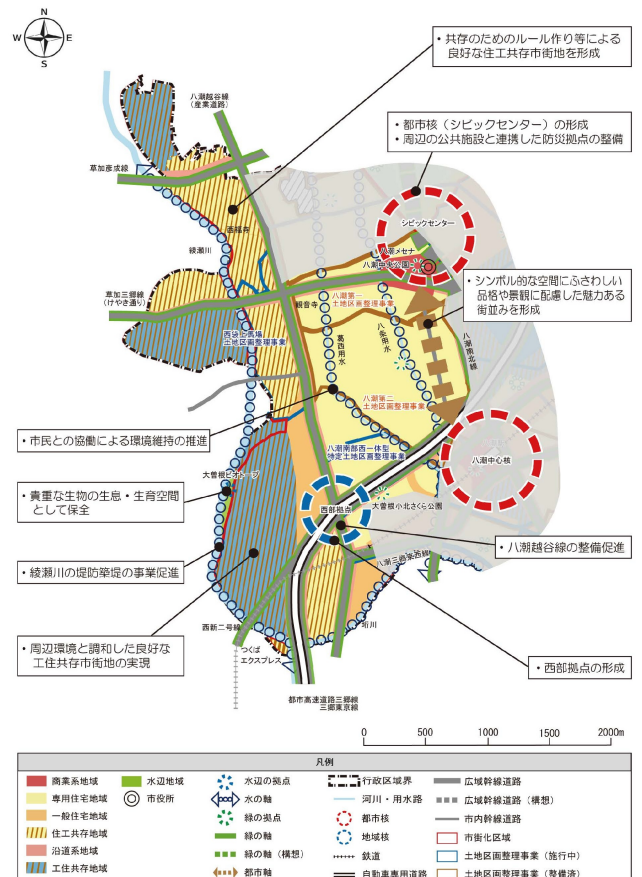 N
W E
S
・共存のためのルール作り等による
良好な住工共存市街地を形成
八潮越谷線
(産業道路)
・都市核(シビックセンター)の形成
・周辺の公共施設と連携した防災拠点の整備
草加彦成線
西福寺
シビックセンター
綾瀬川
八潮メセナ
八潮中央公園
・シンボル的な空間にふさわしい
品格や景観に配慮した魅力ある
街並みを形成
草加三郷線
(けやき通り)
観音寺
八潮第一
土地区画整理事業
西袋上馬場
土地区画整理事業
葛西用水
八条用水
八潮南北線
八潮第二
土地区画整理事業
・市民との協働による環境維持の推進
八潮南部西一体型
特定土地区画整理事業
八潮中心核
大曽根ビオトープ
・貴重な生物の生息・生育空間
として保全
西部拠点
大曽根小北さくら公園
・八潮越谷線の整備促進
八潮三郷東西線
・綾瀬川の堤防築堤の事業促進
西新二号線
垳川
・周辺環境と調和した良好な
工住共存市街地の実現
つくば
エクスプレス
・西部拠点の形成
都市高速道路三郷線
三郷東京線
0 500 1000 1500 2000m
凡例
商業系地域
水辺地域
水辺の拠点
行政区域界
広域幹線道路
専用住宅地域
市役所
水の軸
河川・用水路
広域幹線道路(構想)
一般住宅地域
緑の拠点
都市核
市内幹線道路
住工共存地域
緑の軸
地域核
市街化区域
沿道系地域
緑の軸(構想)
鉄道
土地区画整理事業(施行中)
工住共存地域
都市軸
自動車専用道路
土地区画整理事業(整備済)